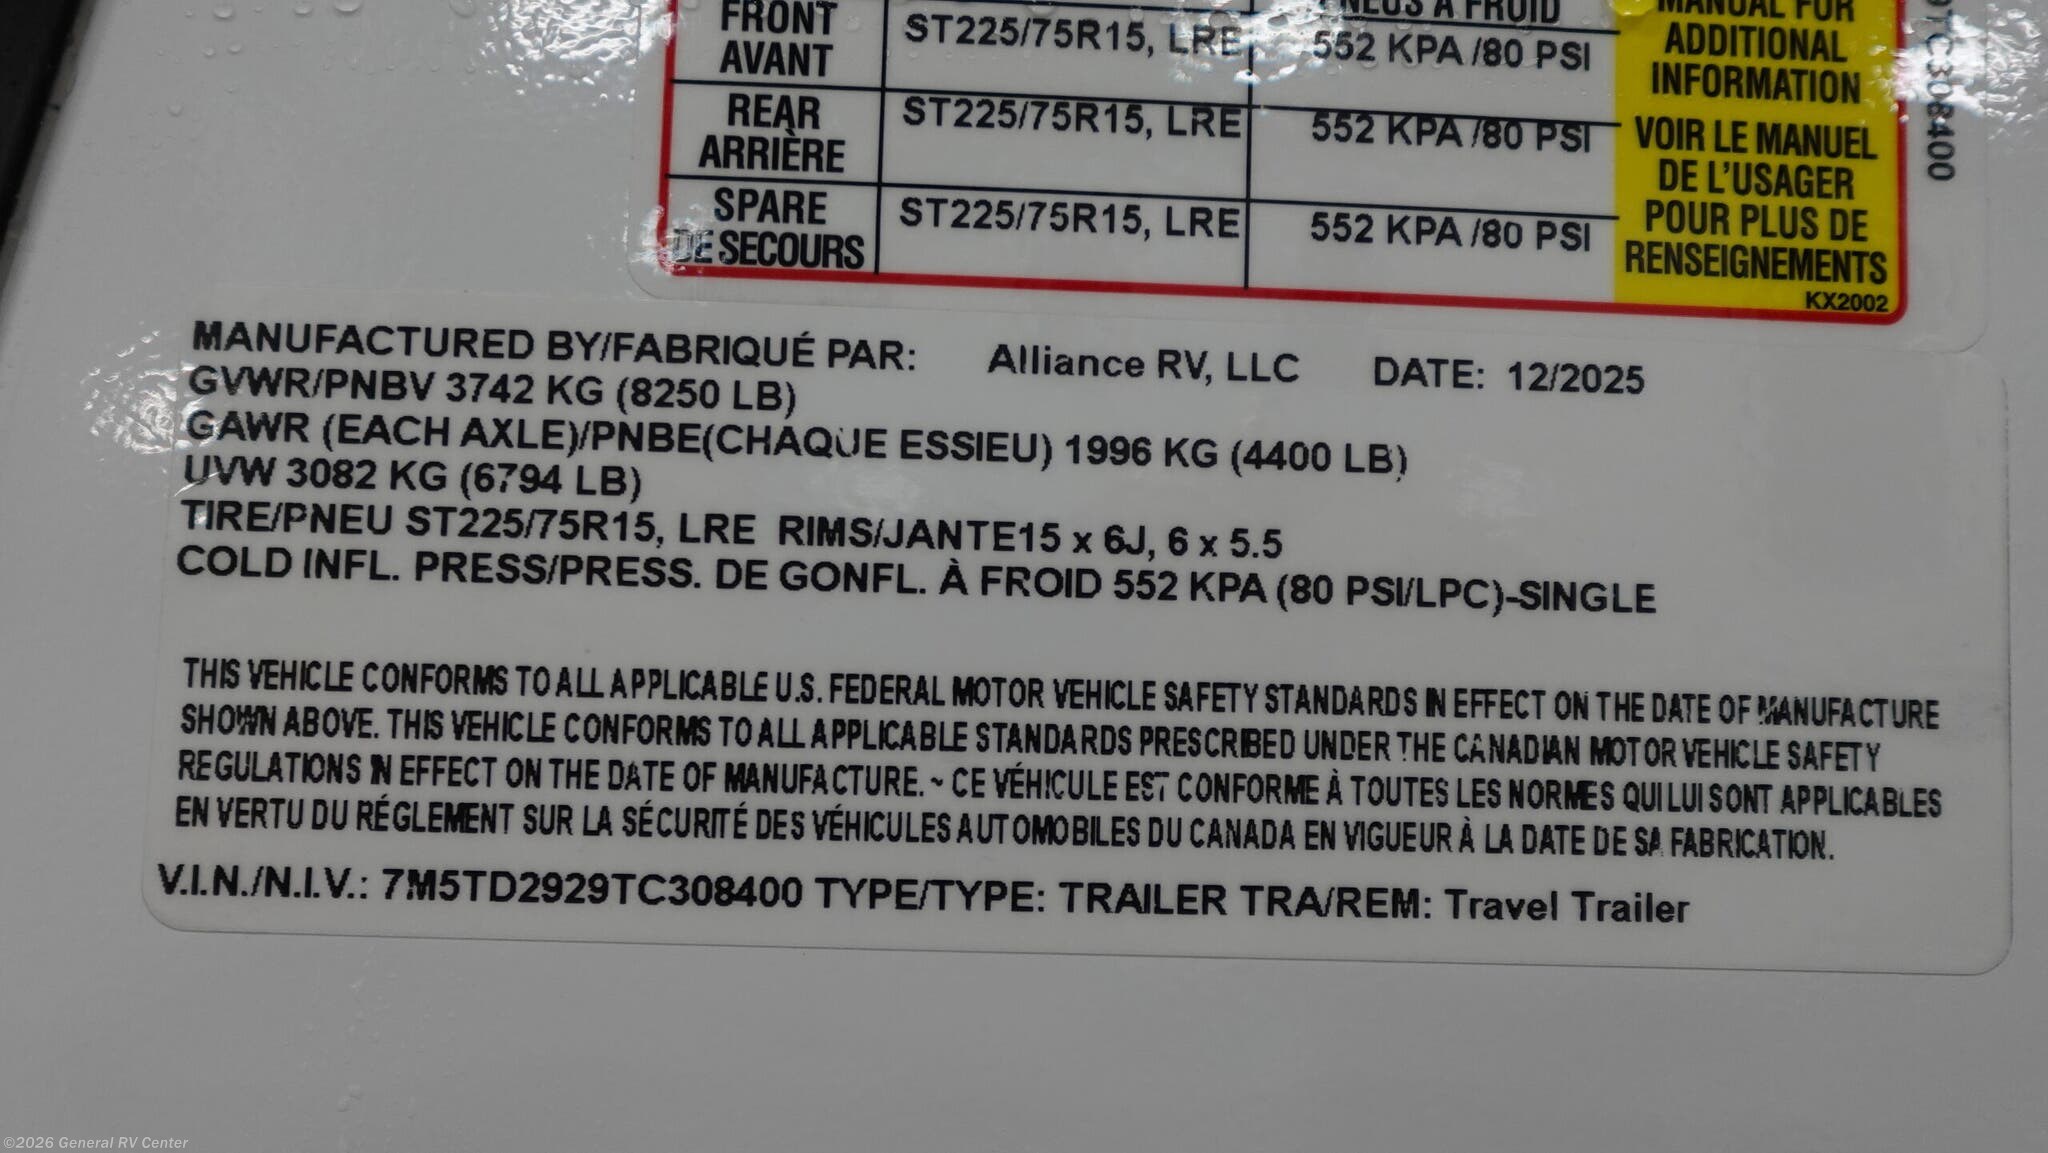 FRONT
AVANT
ST225/75R15, LRE
PNEUS À FROID
552 KPA /80 PSI
REAR
ARRIÈRE
ST225/75R15, LRE
552 KPA /80 PSI
SPARE
DE SECOURS
ST225/75R15, LRE
552 KPA /80 PSI
MANUAL FOR
ADDITIONAL
INFORMATION
VOIR LE MANUEL
DE L'USAGER
POUR PLUS DE
RENSEIGNEMENTS
KX2002
9TC308400
MANUFACTURED BY/FABRIQUÉ PAR: Alliance RV, LLC DATE: 12/2025
GVWR/PNBV 3742 KG (8250 LB)
GAWR (EACH AXLE)/PNBE(CHAQUE ESSIEU) 1996 KG (4400 LB)
UVW 3082 KG (6794 LB)
TIRE/PNEU ST225/75R15, LRE RIMS/JANTE15 x 6J, 6 x 5.5
COLD INFL. PRESS/PRESS. DE GONFL. À FROID 552 KPA (80 PSI/LPC)-SINGLE
THIS VEHICLE CONFORMS TO ALL APPLICABLE U.S. FEDERAL MOTOR VEHICLE SAFETY STANDARDS IN EFFECT ON THE DATE OF MANUFACTURE
SHOWN ABOVE. THIS VEHICLE CONFORMS TO ALL APPLICABLE STANDARDS PRESCRIBED UNDER THE CANADIAN MOTOR VEHICLE SAFETY
REGULATIONS IN EFFECT ON THE DATE OF MANUFACTURE. ~ CE VÉHICULE EST CONFORME À TOUTES LES NORMES QUI LUI SONT APPLICABLES
EN VERTU DU RÉGLEMENT SUR LA SÉCURITÉ DES VÉHICULES AUTOMOBILES DU CANADA EN VIGUEUR À LA DATE DE SA FABRICATION.
V.I.N./N.I.V.: 7M5TD2929TC308400 TYPE/TYPE: TRAILER TRA/REM: Travel Trailer
©2026 General RV Center